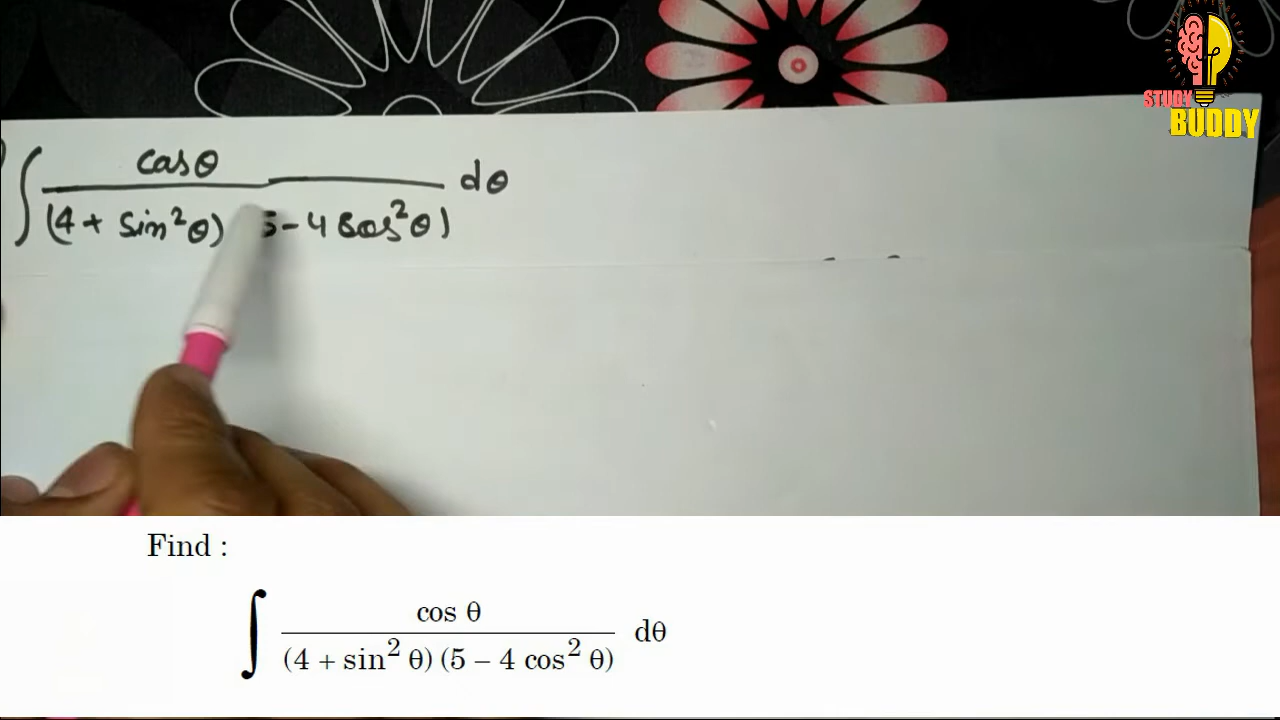 STUDY
BUDDY
∫ cosθ / (4 + sin²θ) 5 - 4 cos²θ) dθ
Find :
∫ cos θ / (4 + sin² θ) (5 – 4 cos² θ) dθ